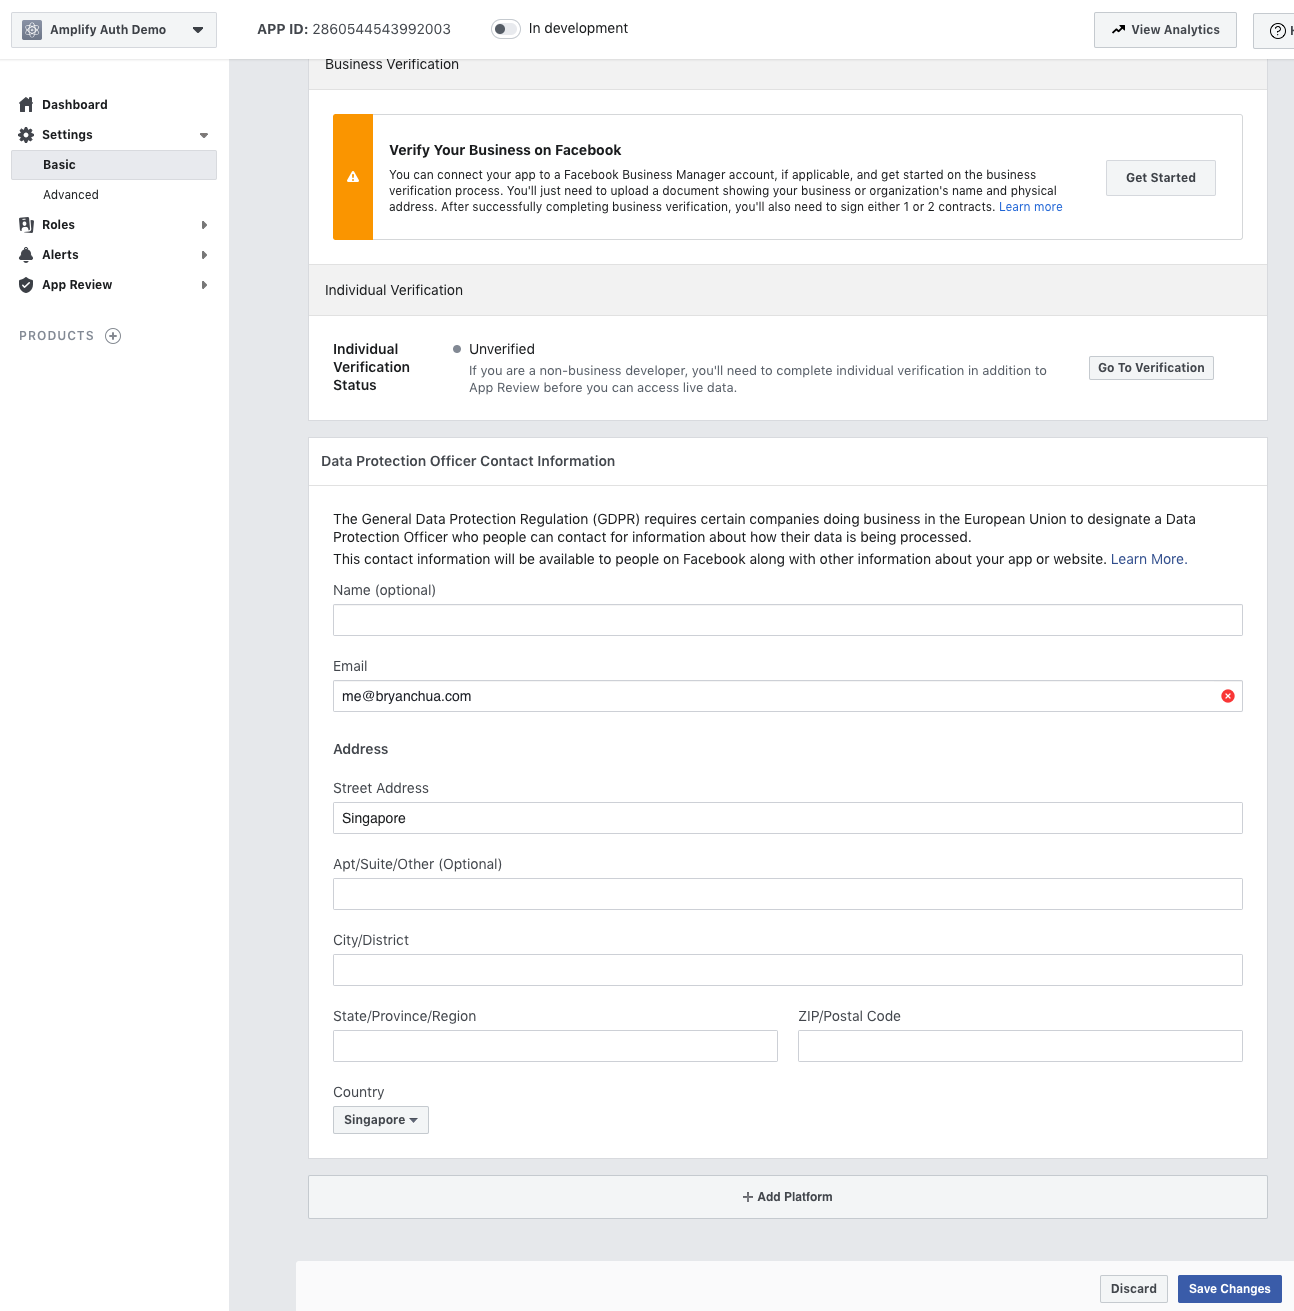 Amplify Auth Demo
APP ID: 2860544543992003
In development
View Analytics
Dashboard
Settings
Basic
Advanced
Roles
Alerts
App Review
PRODUCTS
Business Verification
Verify Your Business on Facebook
You can connect your app to a Facebook Business Manager account, if applicable, and get started on the business
verification process. You'll just need to upload a document showing your business or organization's name and physical
address. After successfully completing business verification, you'll also need to sign either 1 or 2 contracts. Learn more
Get Started
Individual Verification
Individual
Verification
Status
Unverified
If you are a non-business developer, you'll need to complete individual verification in addition to
App Review before you can access live data.
Go To Verification
Data Protection Officer Contact Information
The General Data Protection Regulation (GDPR) requires certain companies doing business in the European Union to designate a Data
Protection Officer who people can contact for information about how their data is being processed.
This contact information will be available to people on Facebook along with other information about your app or website. Learn More.
Name (optional)
Email
me@bryanchua.com
Address
Street Address
Singapore
Apt/Suite/Other (Optional)
City/District
State/Province/Region
ZIP/Postal Code
Country
Singapore
+ Add Platform
Discard
Save Changes